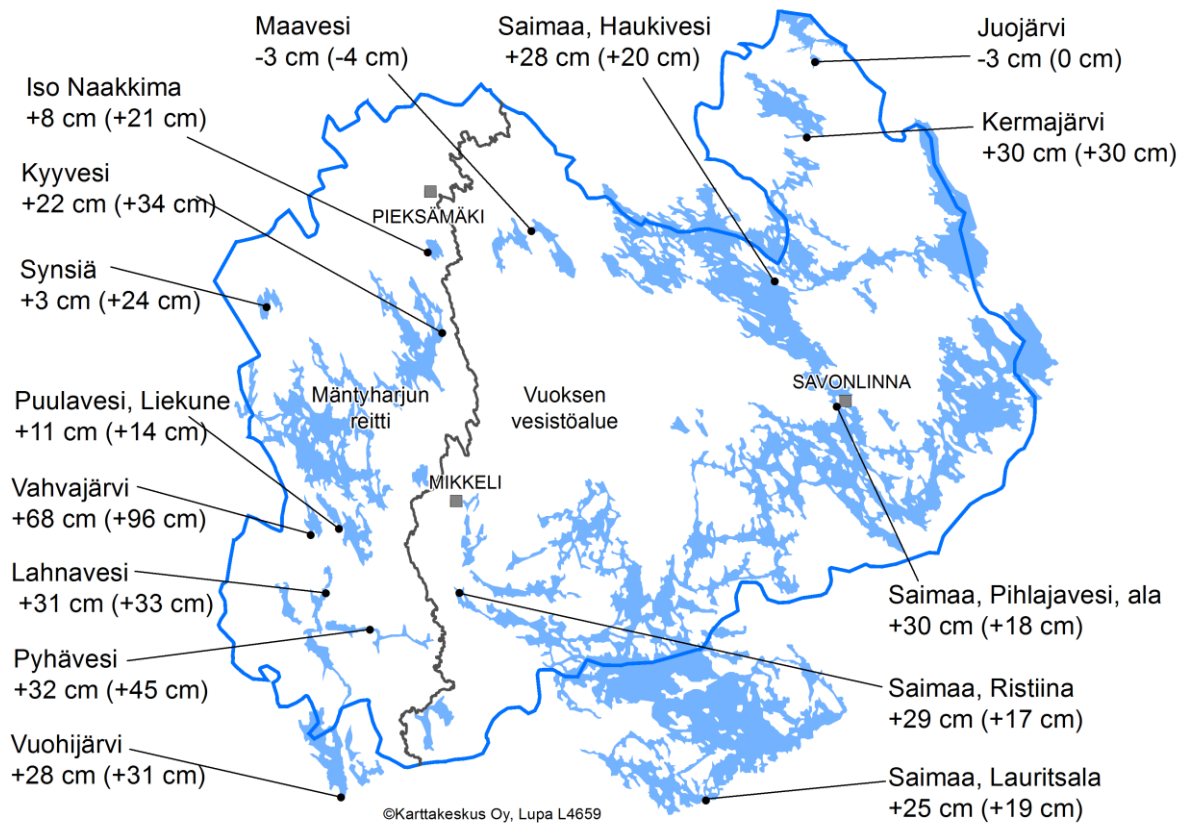 Maavesi
-3 cm (-4 cm)
Saimaa, Haukivesi
+28 cm (+20 cm)
Juojärvi
-3 cm (0 cm)
Iso Naakkima
+8 cm (+21 cm)
Kermajärvi
+30 cm (+30 cm)
Kyyvesi
+22 cm (+34 cm)
PIEKSÄMÄKI
Synsiä
+3 cm (+24 cm)
SAVONLINNA
Puulavesi, Liekune
+11 cm (+14 cm)
Mäntyharjun
reitti
Vuoksen
vesistöalue
MIKKELI
Vahvajärvi
+68 cm (+96 cm)
Lahnavesi
+31 cm (+33 cm)
Saimaa, Pihlajavesi, ala
+30 cm (+18 cm)
Pyhävesi
+32 cm (+45 cm)
Saimaa, Ristiina
+29 cm (+17 cm)
Vuohijärvi
+28 cm (+31 cm)
Saimaa, Lauritsala
+25 cm (+19 cm)
©Karttakeskus Oy, Lupa L4659